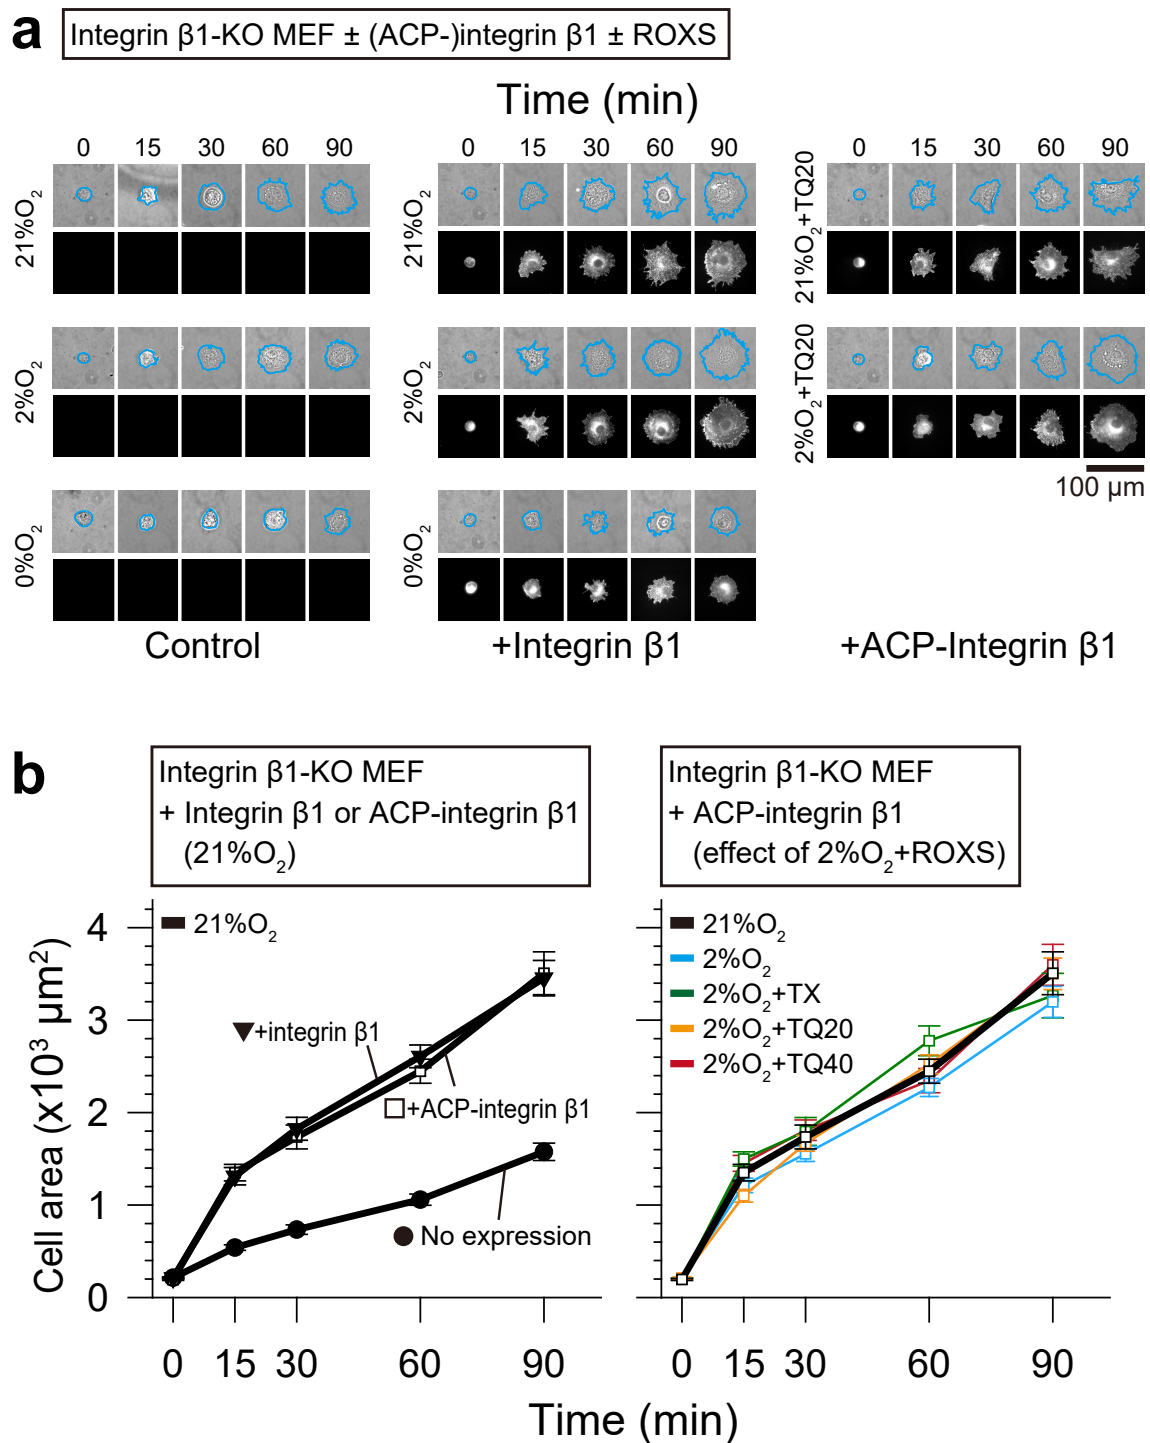 a
Integrin β1-KO MEF ± (ACP-)integrin β1 ± ROXS
Time (min)
0 15 30 60 90
0 15 30 60 90
0 15 30 60 90
21%O2
21%O2
21%O2+TQ20
2%O2
2%O2
2%O2+TQ20
100 µm
0%O2
0%O2
Control
+Integrin β1
+ACP-Integrin β1
b
Integrin β1-KO MEF
+ Integrin β1 or ACP-integrin β1
(21%O2)
Integrin β1-KO MEF
+ ACP-integrin β1
(effect of 2%O2+ROXS)
Cell area (x10³ µm²)
4
3
2
1
0
21%O2
+integrin β1
+ACP-integrin β1
No expression
0 15 30 60 90
21%O2
2%O2
2%O2+TX
2%O2+TQ20
2%O2+TQ40
0 15 30 60 90
Time (min)